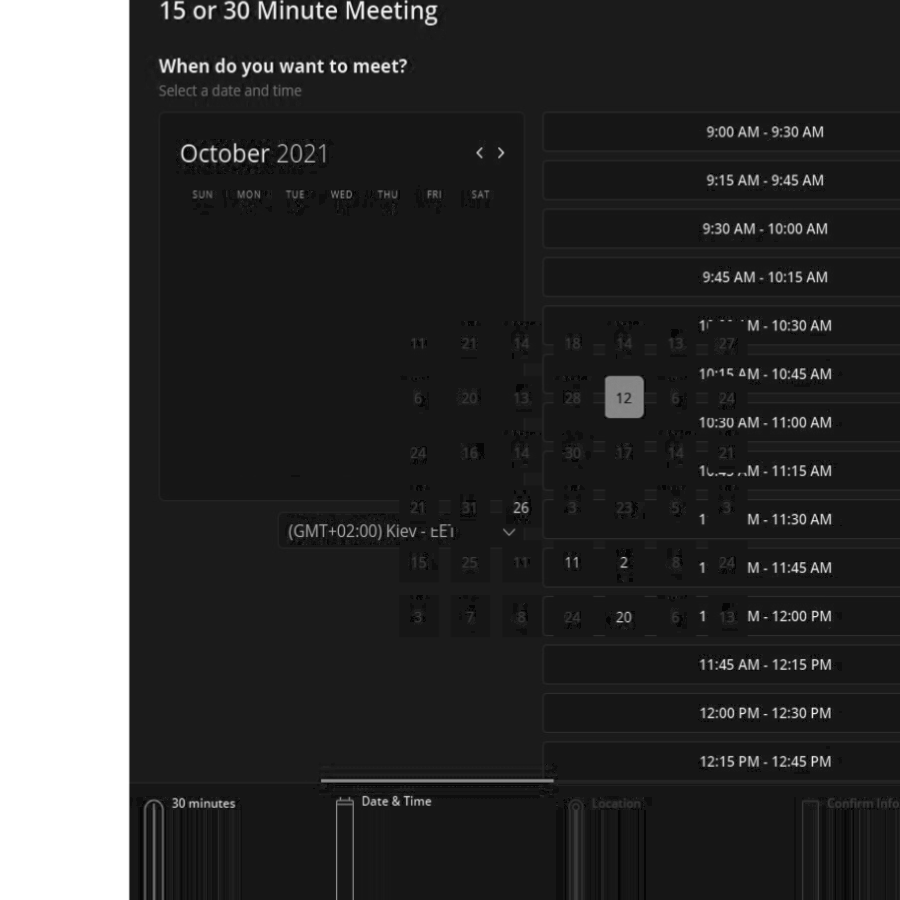 15 or 30 Minute Meeting
When do you want to meet?
Select a date and time
October 2021
SUN MON TUE WED THU FRI SAT
11 21 14 18 14 13 27
6 20 13 28 12 6 24
24 16 14 30 17 14 21
21 31 26 3 23 5 3
15 25 11 11 2 8 24
3 7 8 24 20 6 13
(GMT+02:00) Kiev - EET
9:00 AM - 9:30 AM
9:15 AM - 9:45 AM
9:30 AM - 10:00 AM
9:45 AM - 10:15 AM
M - 10:30 AM
10:15 AM - 10:45 AM
10:30 AM - 11:00 AM
10:45 AM - 11:15 AM
1 M - 11:30 AM
1 M - 11:45 AM
1 M - 12:00 PM
11:45 AM - 12:15 PM
12:00 PM - 12:30 PM
12:15 PM - 12:45 PM
30 minutes
Date & Time
Location
Confirm Info